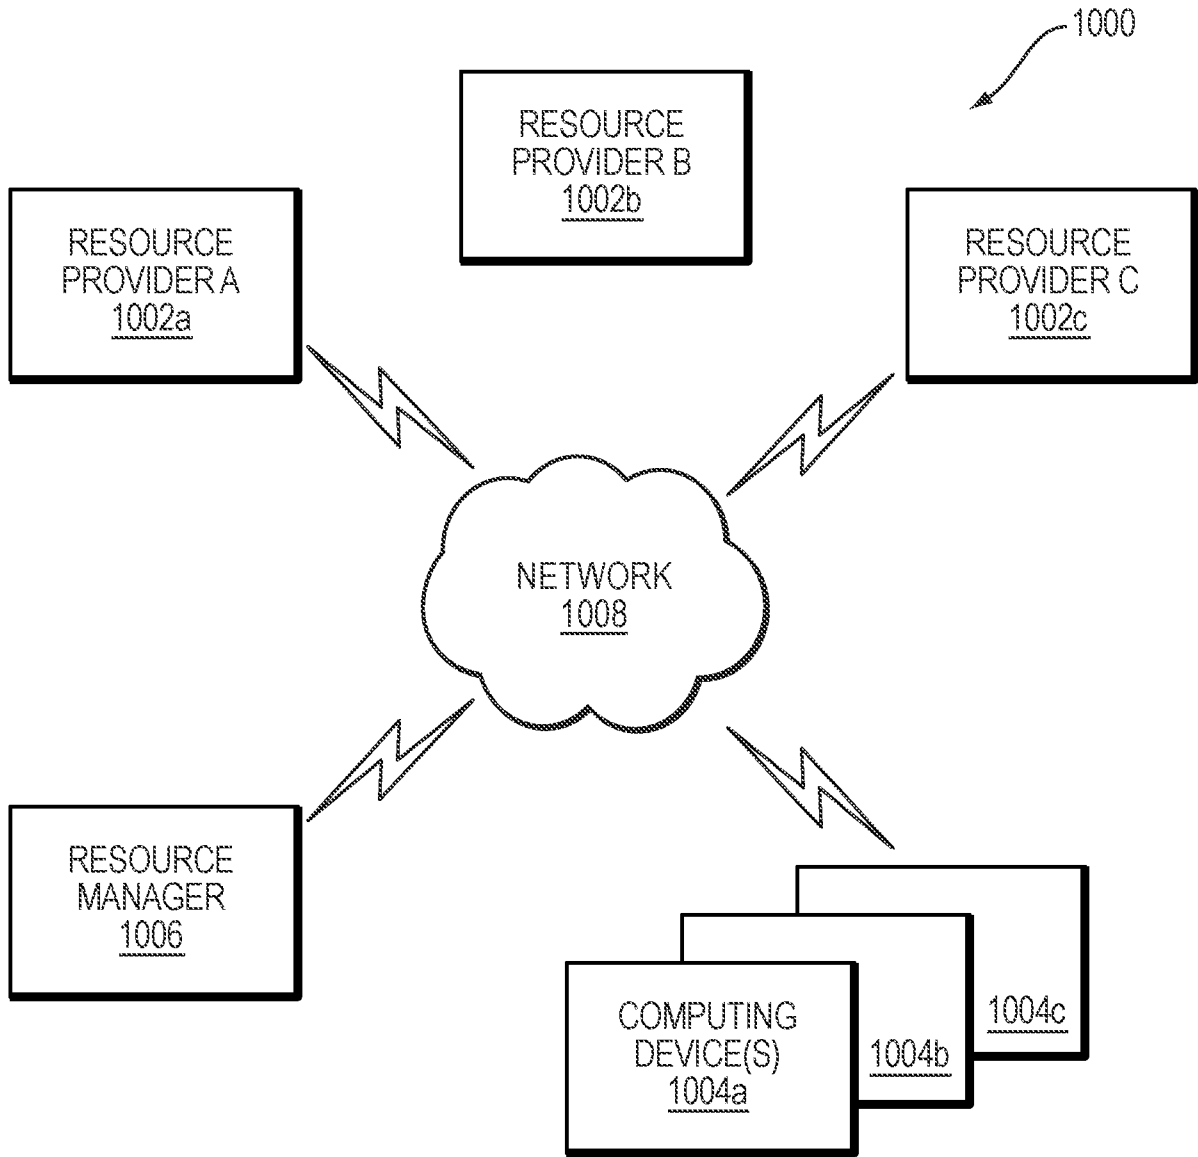 1000
RESOURCE
PROVIDER B
1002b
RESOURCE
PROVIDER A
1002a
RESOURCE
PROVIDER C
1002c
NETWORK
1008
RESOURCE
MANAGER
1006
COMPUTING
DEVICE(S)
1004a
1004b
1004c